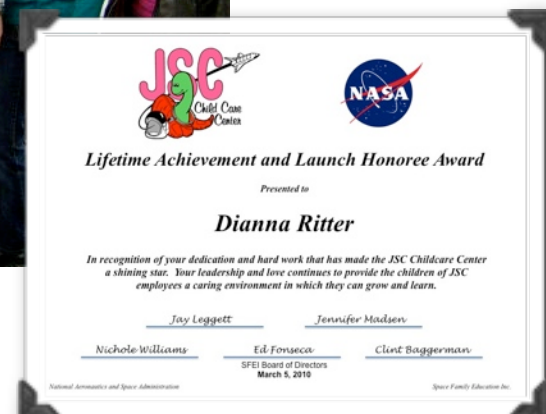 JSC
Child Care
Center
NASA
Lifetime Achievement and Launch Honoree Award
Presented to
Dianna Ritter
In recognition of your dedication and hard work that has made the JSC Childcare Center
a shining star. Your leadership and love continues to provide the children of JSC
employees a caring environment in which they can grow and learn.
Jay Leggett Jennifer Madsen
Nichole Williams Ed Fonseca Clint Baggerman
SFEI Board of Directors
March 5, 2010
National Aeronautics and Space Administration Space Family Education Inc.